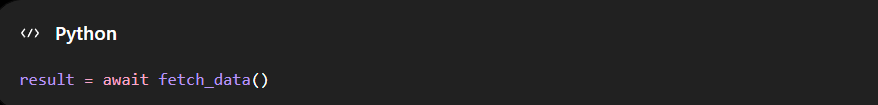 Python
result = await fetch_data()